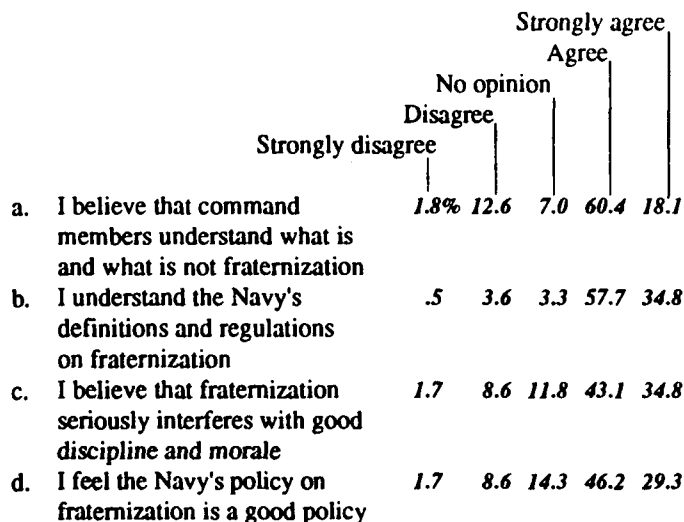 Strongly agree
Agree
No opinion
Disagree
Strongly disagree
a. I believe that command 1.8% 12.6 7.0 60.4 18.1
members understand what is
and what is not fraternization
b. I understand the Navy's .5 3.6 3.3 57.7 34.8
definitions and regulations
on fraternization
c. I believe that fraternization 1.7 8.6 11.8 43.1 34.8
seriously interferes with good
discipline and morale
d. I feel the Navy's policy on 1.7 8.6 14.3 46.2 29.3
fraternization is a good policy